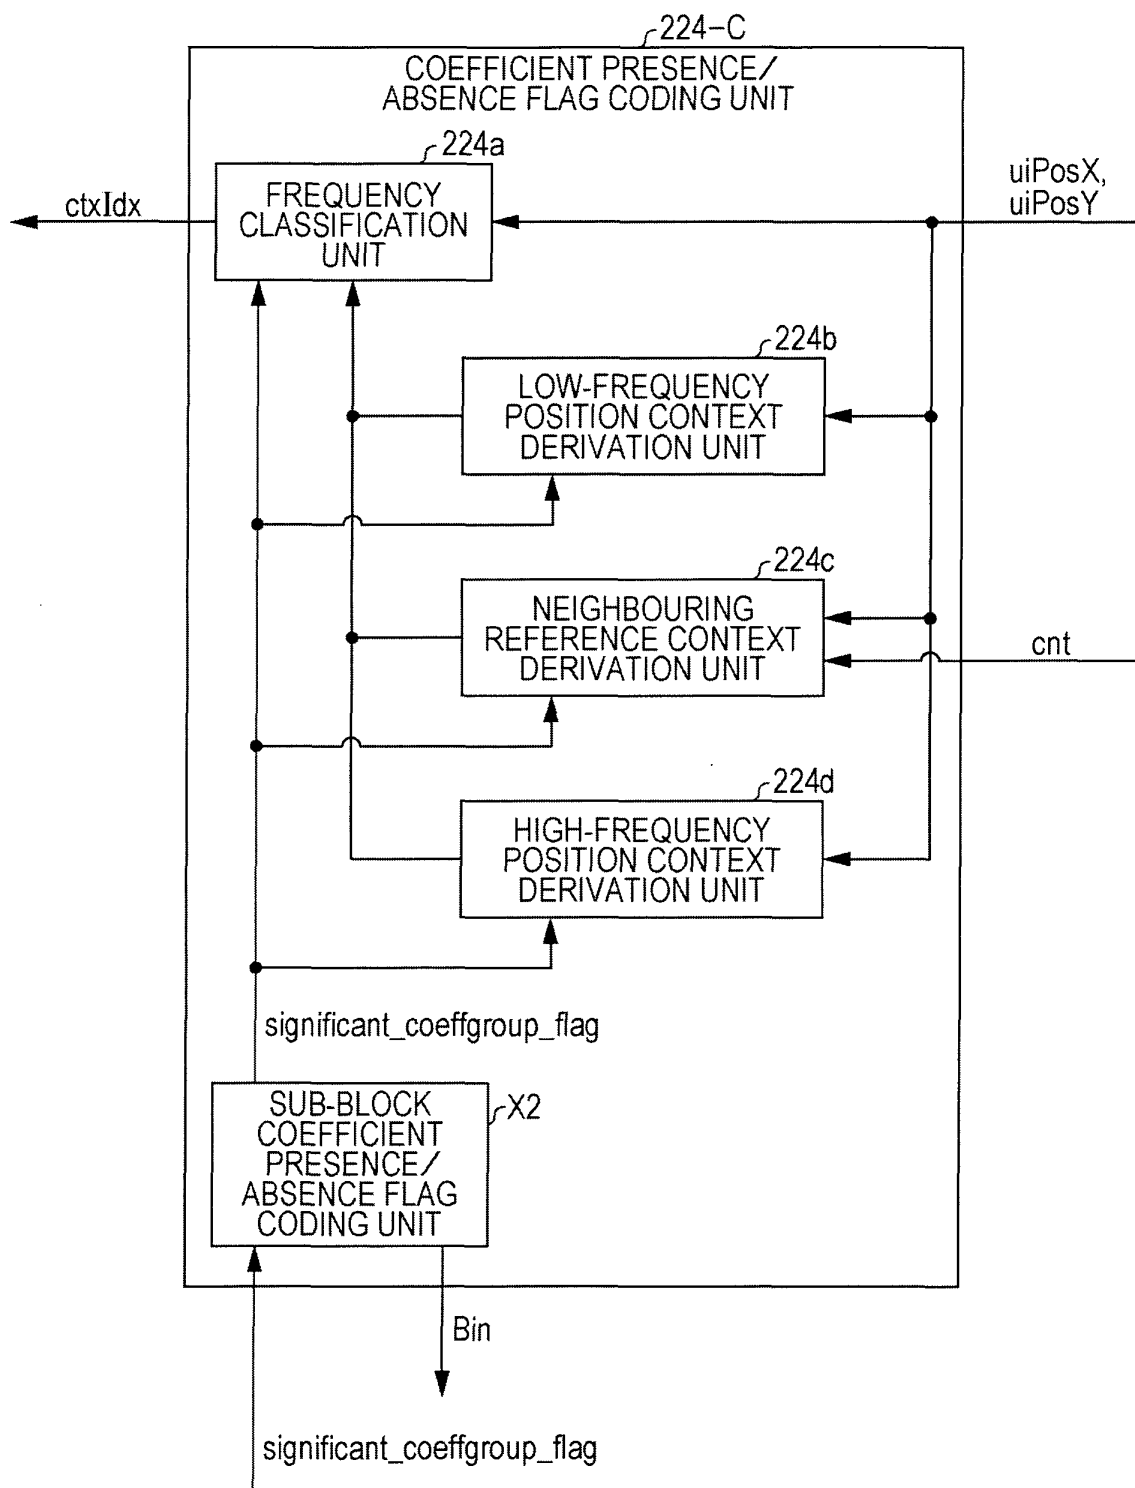 224-C
COEFFICIENT PRESENCE/
ABSENCE FLAG CODING UNIT
224a
FREQUENCY
CLASSIFICATION
UNIT
ctxIdx
uiPosX,
uiPosY
224b
LOW-FREQUENCY
POSITION CONTEXT
DERIVATION UNIT
224c
NEIGHBOURING
REFERENCE CONTEXT
DERIVATION UNIT
cnt
224d
HIGH-FREQUENCY
POSITION CONTEXT
DERIVATION UNIT
significant_coeffgroup_flag
SUB-BLOCK
COEFFICIENT
PRESENCE/
ABSENCE FLAG
CODING UNIT
X2
Bin
significant_coeffgroup_flag